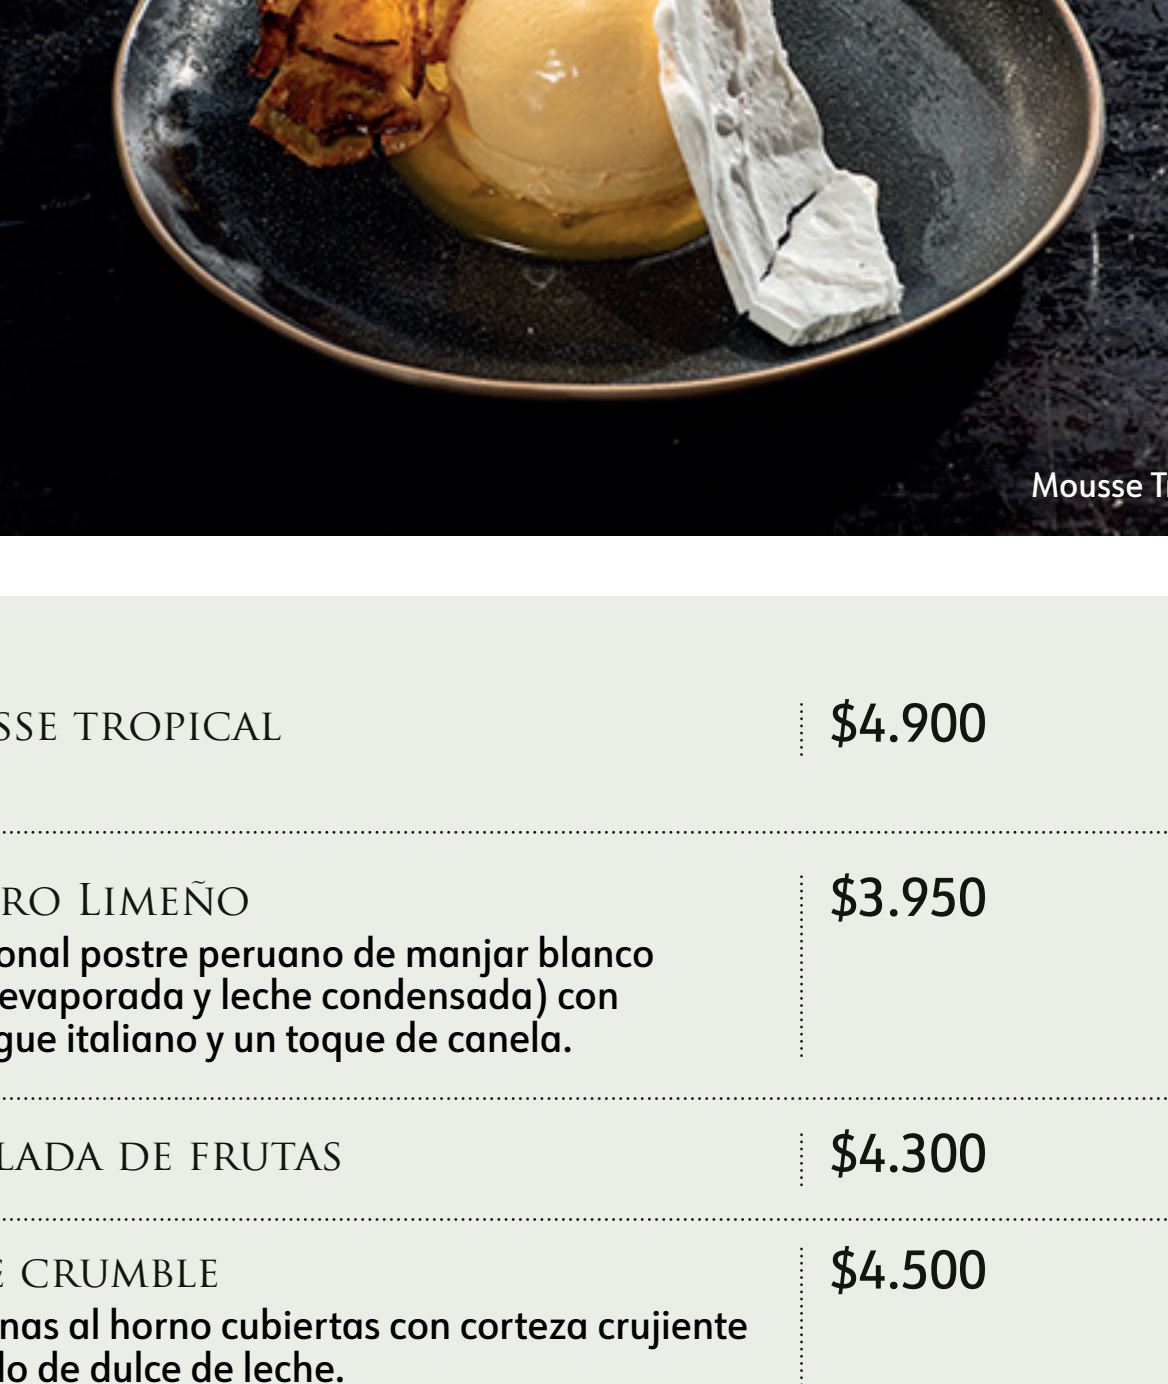 Mousse
SSE TROPICAL
$4.900
RO LIMEÑO
$3.950
onal postre peruano de manjar blanco
evaporada y leche condensada) con
gue italiano y un toque de canela.
LADA DE FRUTAS
$4.300
E CRUMBLE
$4.500
nas al horno cubiertas con corteza crujiente
lo de dulce de leche.